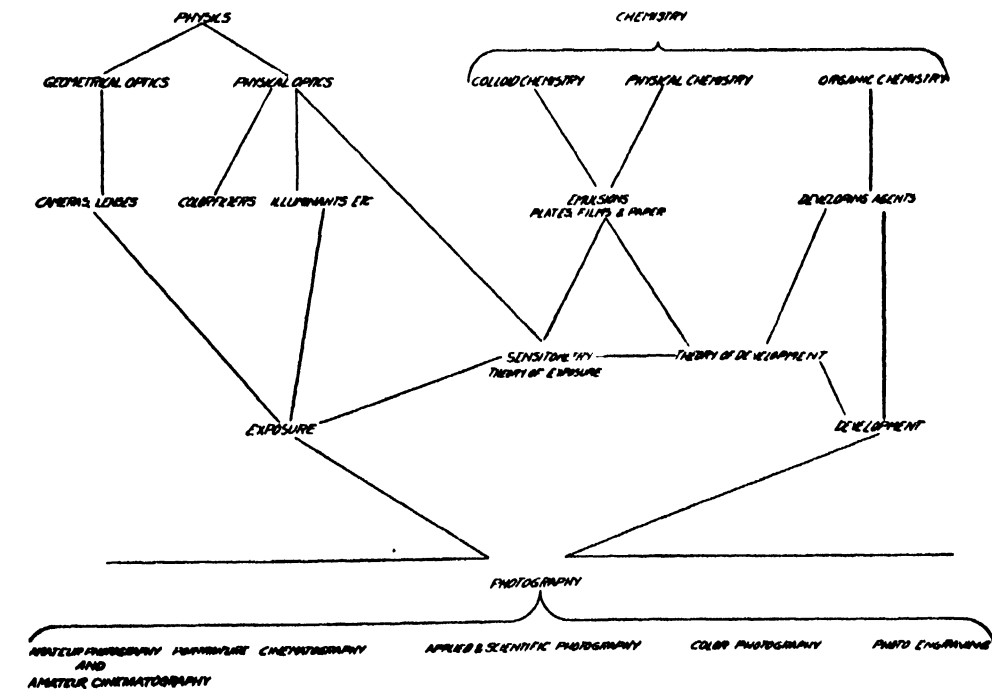 PHYSICS
CHEMISTRY
GEOMETRICAL OPTICS
PHYSICAL OPTICS
COLLOID CHEMISTRY
PHYSICAL CHEMISTRY
ORGANIC CHEMISTRY
CAMERAS, LENSES
COLORFILTERS
ILLUMINANTS ETC
EMULSIONS
PLATES, FILMS & PAPER
DEVELOPING AGENTS
SENSITOMETRY
THEORY OF EXPOSURE
THEORY OF DEVELOPMENT
EXPOSURE
DEVELOPMENT
PHOTOGRAPHY
AMATEUR PHOTOGRAPHY
AND
AMATEUR CINEMATOGRAPHY
CINEMATOGRAPHY
APPLIED & SCIENTIFIC PHOTOGRAPHY
COLOR PHOTOGRAPHY
PHOTO ENGRAVING